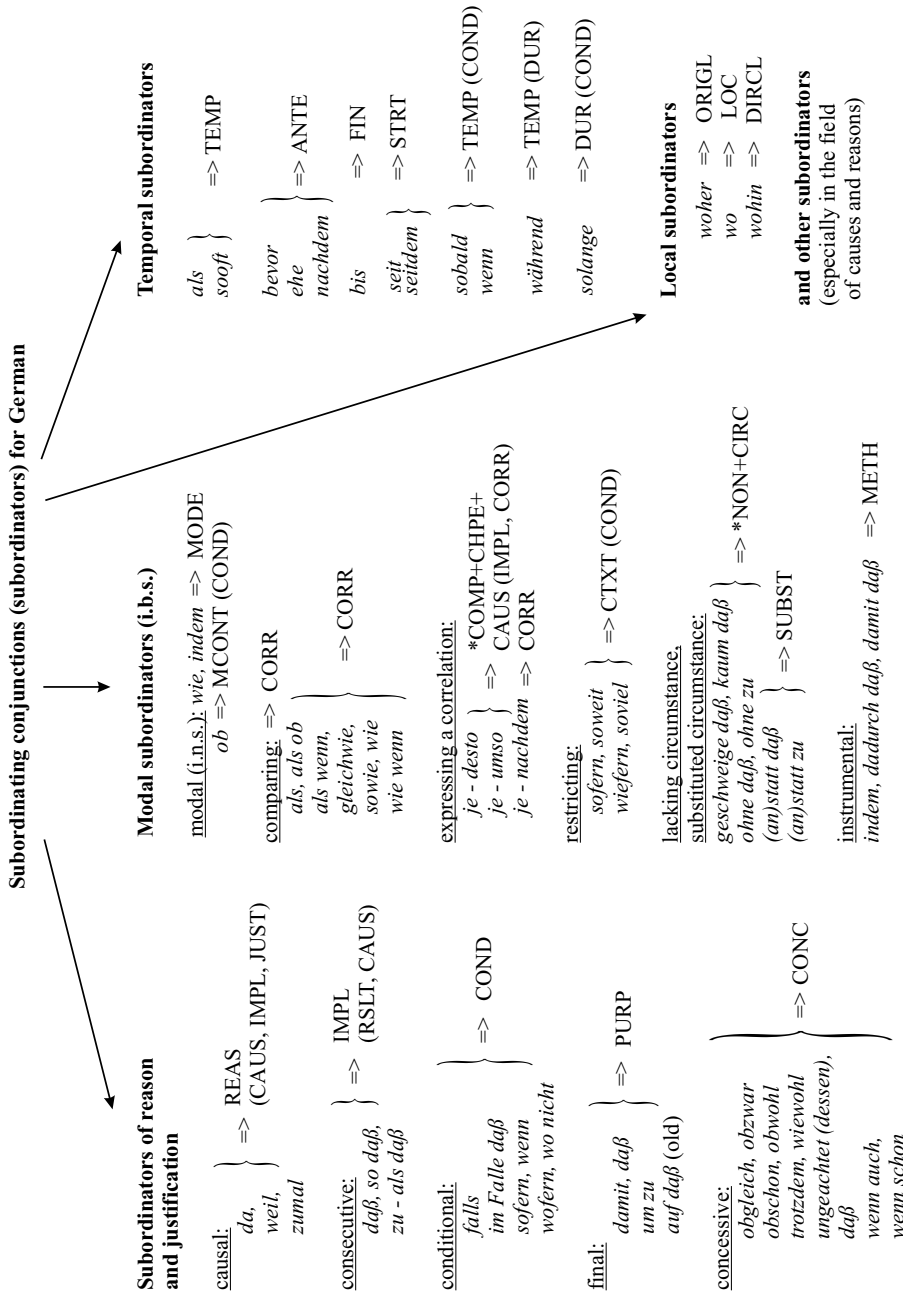 Subordinating conjunctions (subordinators) for German
Subordinators of reason
and justification
causal:
da,
weil,
zumal
=> REAS
(CAUS, IMPL, JUST)
consecutive:
daß, so daß,
zu - als daß
=> IMPL
(RSLT, CAUS)
conditional:
falls
im Falle daß
sofern, wenn
wofern, wo nicht
=> COND
final:
damit, daß
um zu
auf daß (old)
=> PURP
concessive:
obgleich, obzwar
obschon, obwohl
trotzdem, wiewohl
ungeachtet (dessen),
daß
wenn auch,
wenn schon
=> CONC
Modal subordinators (i.b.s.)
modal (i.n.s.): wie, indem => MODE
ob => MCONT (COND)
comparing: => CORR
als, als ob
als wenn,
gleichwie,
sowie, wie
wie wenn
=> CORR
expressing a correlation:
je - desto
je - umso
=> *COMP+CHPE+
CAUS (IMPL, CORR)
je - nachdem => CORR
restricting:
sofern, soweit
wiefern, soviel
=> CTXT (COND)
lacking circumstance,
substituted circumstance:
geschweige daß, kaum daß
ohne daß, ohne zu
=> *NON+CIRC
(an)statt daß
(an)statt zu
=> SUBST
instrumental:
indem, dadurch daß, damit daß => METH
Temporal subordinators
als
sooft
=> TEMP
bevor
ehe
nachdem
=> ANTE
bis => FIN
seit
seitdem
=> STRT
sobald
wenn
=> TEMP (COND)
während => TEMP (DUR)
solange => DUR (COND)
Local subordinators
woher => ORIGL
wo => LOC
wohin => DIRCL
and other subordinators
(especially in the field
of causes and reasons)